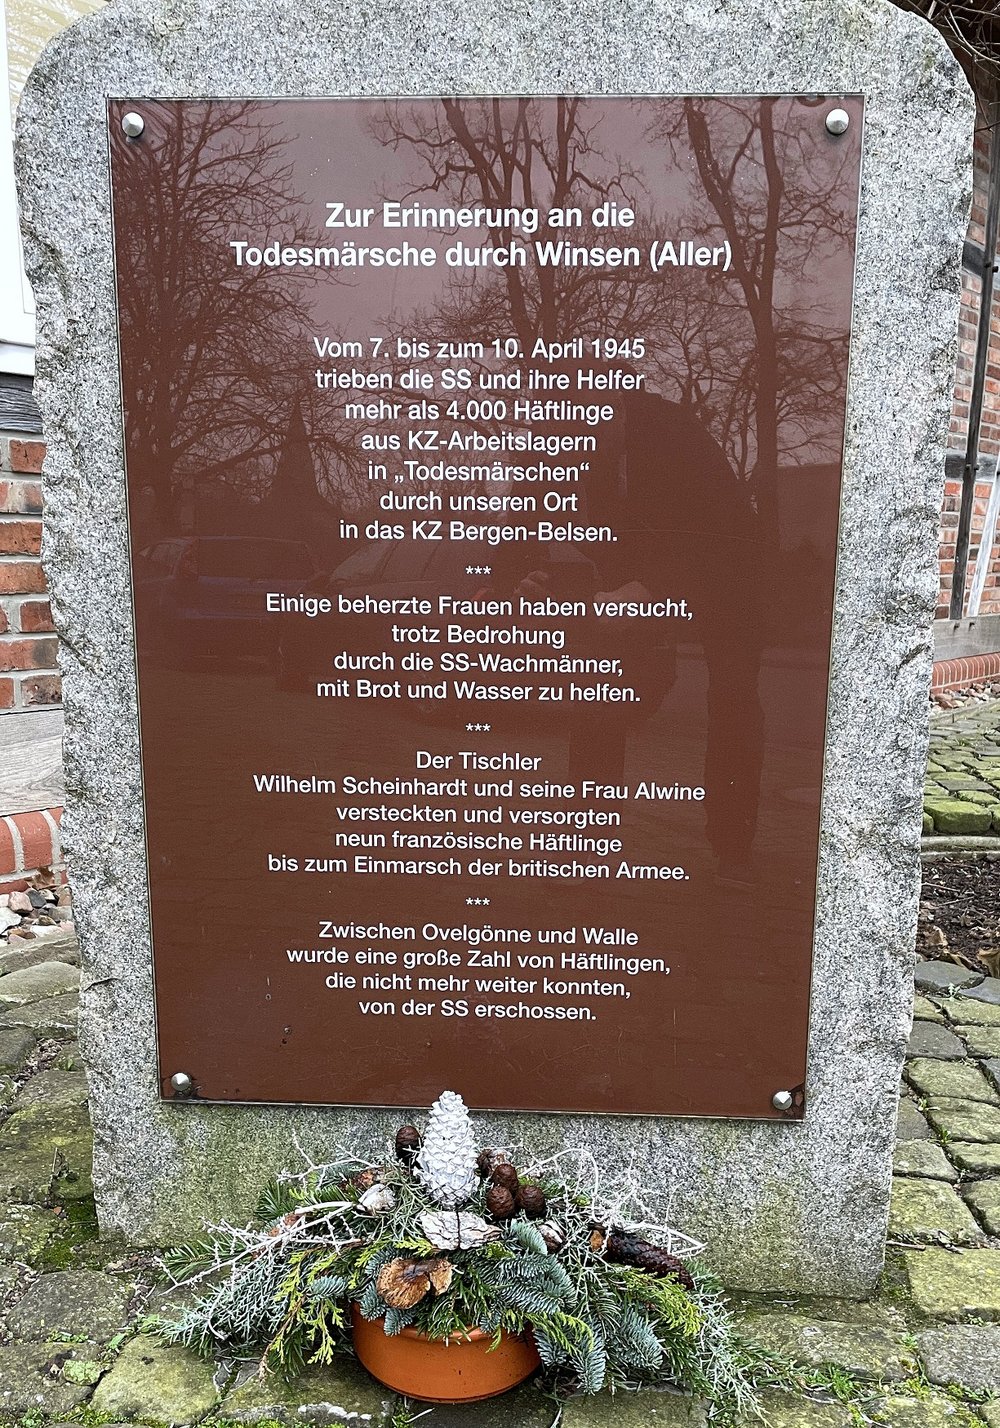 Zur Erinnerung an die
Todesmärsche durch Winsen (Aller)
Vom 7. bis zum 10. April 1945
trieben die SS und ihre Helfer
mehr als 4.000 Häftlinge
aus KZ-Arbeitslagern
in „Todesmärschen“
durch unseren Ort
in das KZ Bergen-Belsen.
***
Einige beherzte Frauen haben versucht,
trotz Bedrohung
durch die SS-Wachmänner,
mit Brot und Wasser zu helfen.
***
Der Tischler
Wilhelm Scheinhardt und seine Frau Alwine
versteckten und versorgten
neun französische Häftlinge
bis zum Einmarsch der britischen Armee.
***
Zwischen Ovelgönne und Walle
wurde eine große Zahl von Häftlingen,
die nicht mehr weiter konnten,
von der SS erschossen.